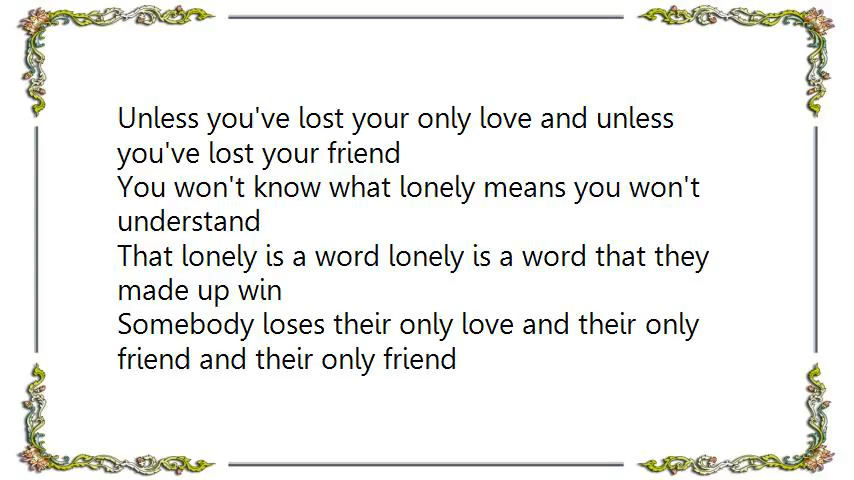 Unless you've lost your only love and unless
you've lost your friend
You won't know what lonely means you won't
understand
That lonely is a word lonely is a word that they
made up win
Somebody loses their only love and their only
friend and their only friend